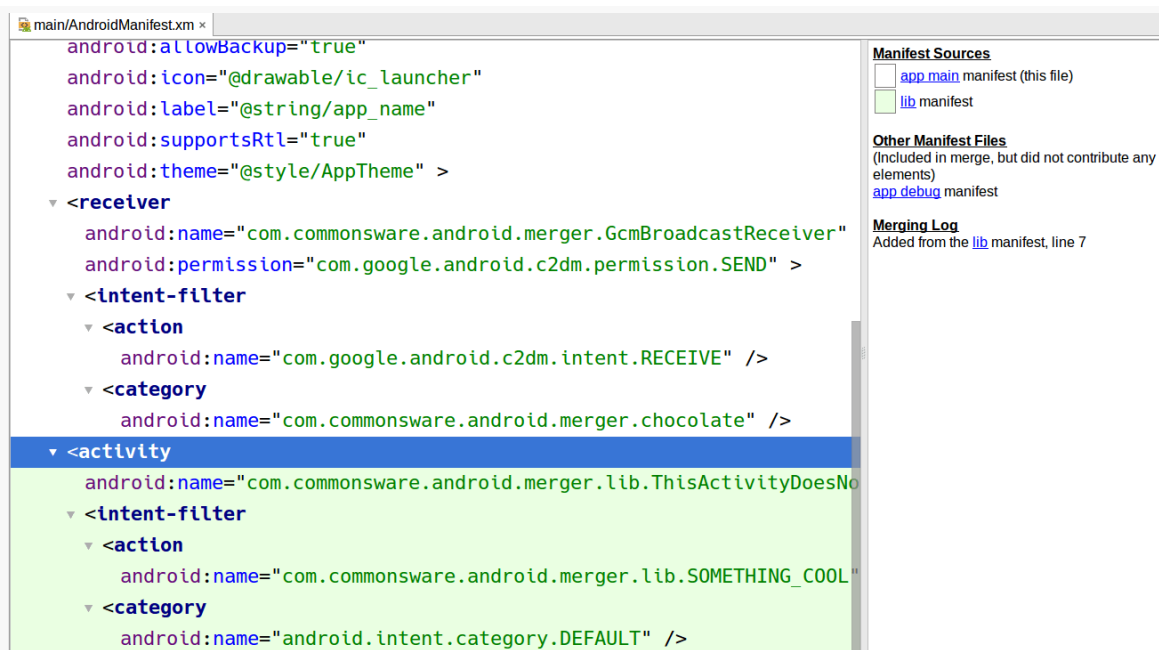 main/AndroidManifest.xm ×
android:allowBackup="true"
android:icon="@drawable/ic_launcher"
android:label="@string/app_name"
android:supportsRtl="true"
android:theme="@style/AppTheme" >
<receiver
android:name="com.commonsware.android.merger.GcmBroadcastReceiver"
android:permission="com.google.android.c2dm.permission.SEND" >
<intent-filter
<action
android:name="com.google.android.c2dm.intent.RECEIVE" />
<category
android:name="com.commonsware.android.merger.chocolate" />
<activity
android:name="com.commonsware.android.merger.lib.ThisActivityDoesNo
<intent-filter
<action
android:name="com.commonsware.android.merger.lib.SOMETHING_COOL"
<category
android:name="android.intent.category.DEFAULT" />
Manifest Sources
app main manifest (this file)
lib manifest
Other Manifest Files
(Included in merge, but did not contribute any
elements)
app debug manifest
Merging Log
Added from the lib manifest, line 7